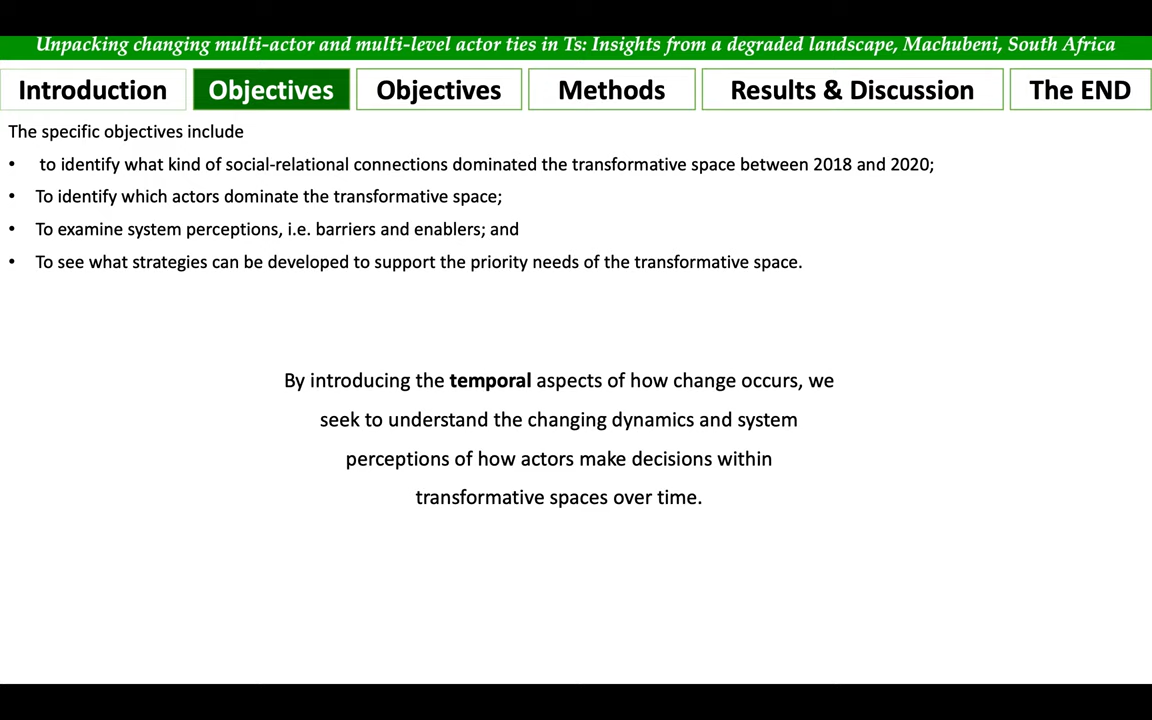 Unpacking changing multi-actor and multi-level actor ties in Ts: Insights from a degraded landscape, Machubeni, South Africa
Introduction Objectives Objectives Methods Results & Discussion The END
The specific objectives include
• to identify what kind of social-relational connections dominated the transformative space between 2018 and 2020;
• To identify which actors dominate the transformative space;
• To examine system perceptions, i.e. barriers and enablers; and
• To see what strategies can be developed to support the priority needs of the transformative space.
By introducing the temporal aspects of how change occurs, we
seek to understand the changing dynamics and system
perceptions of how actors make decisions within
transformative spaces over time.